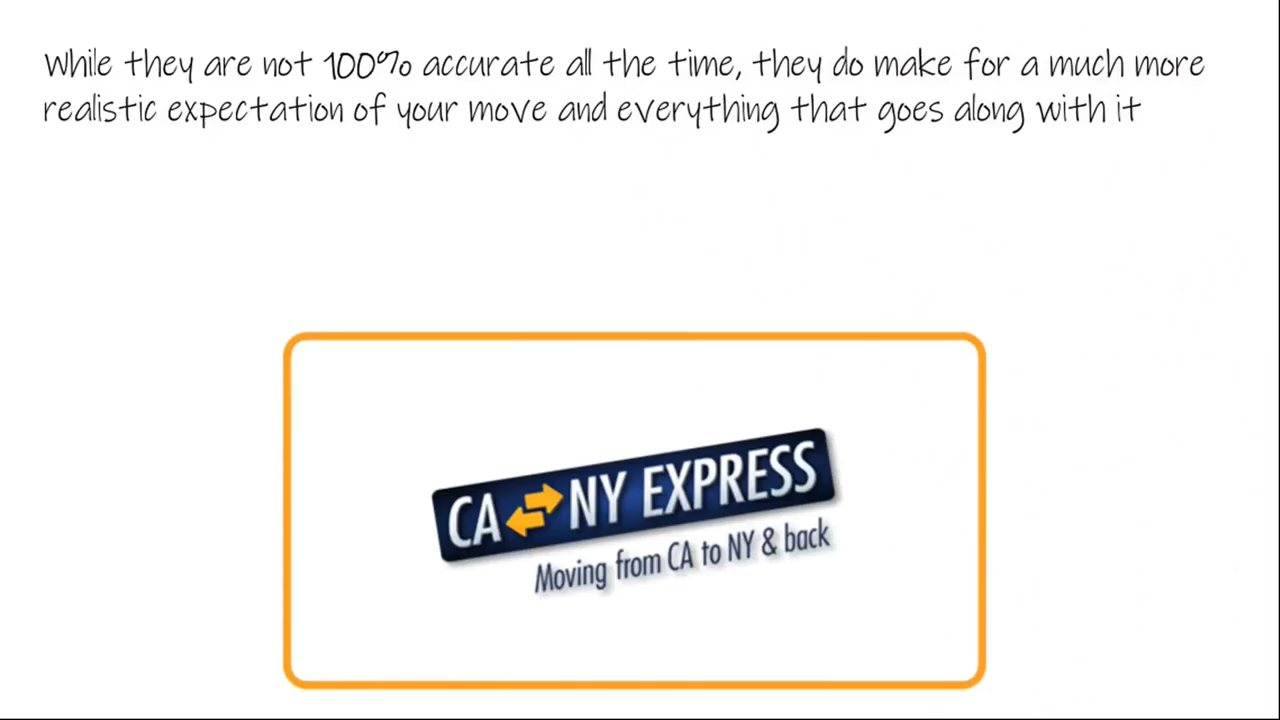 While they are not 100% accurate all the time, they do make for a much more
realistic expectation of your move and everything that goes along with it
CA NY EXPRESS
Moving from CA to NY & back